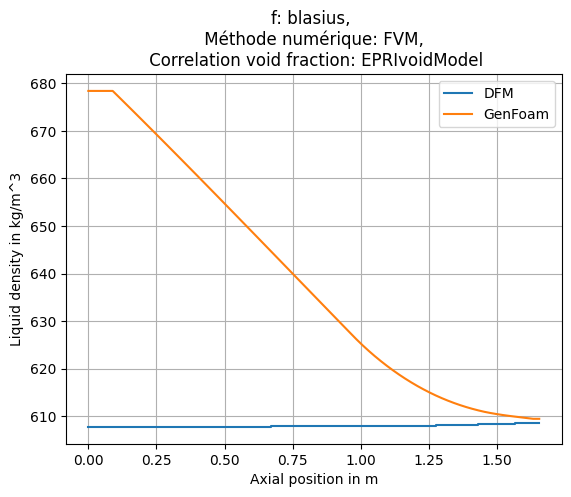 f: blasius,
Méthode numérique: FVM,
Correlation void fraction: EPRIvoidModel
DFM
GenFoam
680
670
660
650
640
630
620
610
Liquid density in kg/m^3
0.00 0.25 0.50 0.75 1.00 1.25 1.50
Axial position in m